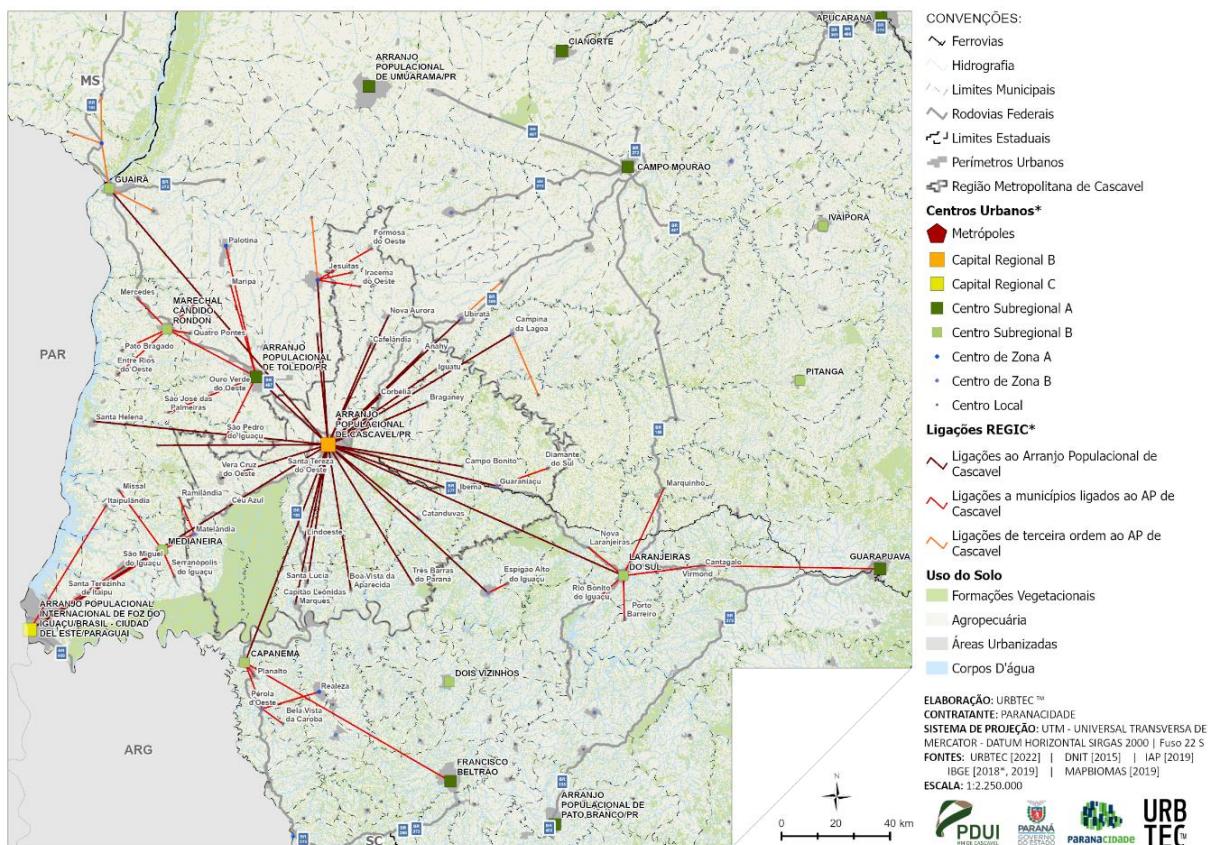 APUCARANA
CIANORTE
ARRANJO
POPULACIONAL
DE UMUARAMA/PR
MS
CAMPO MOURÃO
GUAÍRA
IVAIPORÃ
Palotina
Formosa
do Oeste
Jesuítas
Iracema
do Oeste
Maripá
Mercedes
MARECHAL
CÂNDIDO
RONDON
Nova Aurora
Ubiratã
Campina
da Lagoa
Quatro Pontes
Cafelândia
Pato Bragado
ARRANJO
POPULACIONAL
DE TOLEDO/PR
Anahy
PAR
Entre Rios
do Oeste
Iguatu
PITANGA
Ouro Verde
do Oeste
Corbélia
Braganey
São José das
Palmeiras
Santa Helena
ARRANJO
POPULACIONAL
DE CASCAVEL/PR
São Pedro
do Iguaçu
Santa Tereza
do Oeste
Vera Cruz
do Oeste
Campo Bonito
Diamante
do Sul
Ibema
Guaraniaçu
Marquinho
Missal
Ramilândia
Itaipulândia
Céu Azul
Catanduvas
Matelândia
Lindoeste
Nova
Laranjeiras
MEDIANEIRA
LARANJEIRAS
DO SUL
Cantagalo
Virmond
GUARAPUAVA
São Miguel
do Iguaçu
Serranópolis
do Iguaçu
Santa Lucia
Boa Vista da
Aparecida
Três Barras
do Paraná
Espigão Alto
do Iguaçu
Rio Bonito
do Iguaçu
Santa Terezinha
de Itaipu
Capitão Leônidas
Marques
Porto
Barreiro
ARRANJO POPULACIONAL
INTERNACIONAL DE FOZ DO
IGUAÇU/BRASIL - CIUDAD
DEL ESTE/PARAGUAI
CAPANEMA
Planalto
DOIS VIZINHOS
Realeza
Pérola
d'Oeste
Bela Vista
da Caroba
ARG
FRANCISCO
BELTRÃO
ARRANJO
POPULACIONAL DE
PATO BRANCO/PR
SC
N
0 20 40 km
CONVENÇÕES:
Ferrovias
Hidrografia
Limites Municipais
Rodovias Federais
Limites Estaduais
Perímetros Urbanos
Região Metropolitana de Cascavel
Centros Urbanos*
Metrópoles
Capital Regional B
Capital Regional C
Centro Subregional A
Centro Subregional B
Centro de Zona A
Centro de Zona B
Centro Local
Ligações REGIC*
Ligações ao Arranjo Populacional de
Cascavel
Ligações a municípios ligados ao AP de
Cascavel
Ligações de terceira ordem ao AP de
Cascavel
Uso do Solo
Formações Vegetacionais
Agropecuária
Áreas Urbanizadas
Corpos D'água
ELABORAÇÃO: URBTEC ™
CONTRATANTE: PARANACIDADE
SISTEMA DE PROJEÇÃO: UTM - UNIVERSAL TRANSVERSA DE
MERCATOR - DATUM HORIZONTAL SIRGAS 2000 | Fuso 22 S
FONTES: URBTEC [2022] | DNIT [2015] | IAP [2019]
IBGE [2018*, 2019] | MAPBIOMAS [2019]
ESCALA: 1:2.250.000
PDUI
RM DE CASCAVEL
PARANÁ
GOVERNO
DO ESTADO
PARANACIDADE
URB
TEC™